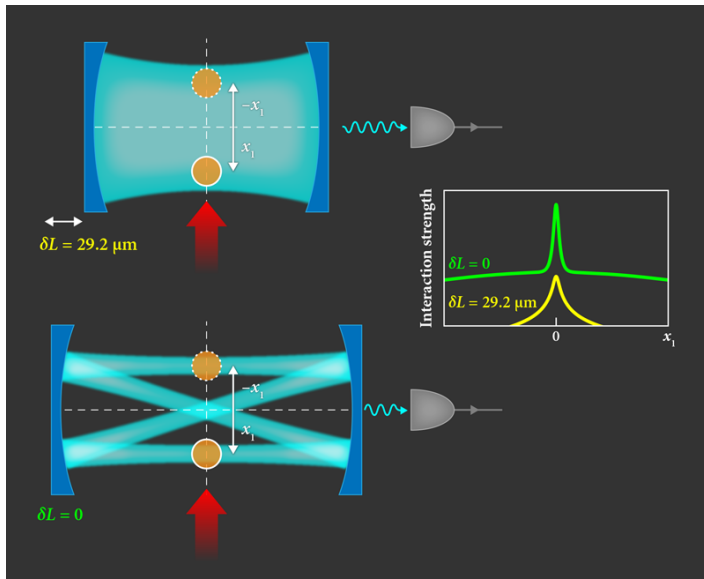 −x₁
x₁
δL = 29.2 μm
Interaction strength
δL = 0
δL = 29.2 μm
0
x₁
−x₁
x₁
δL = 0